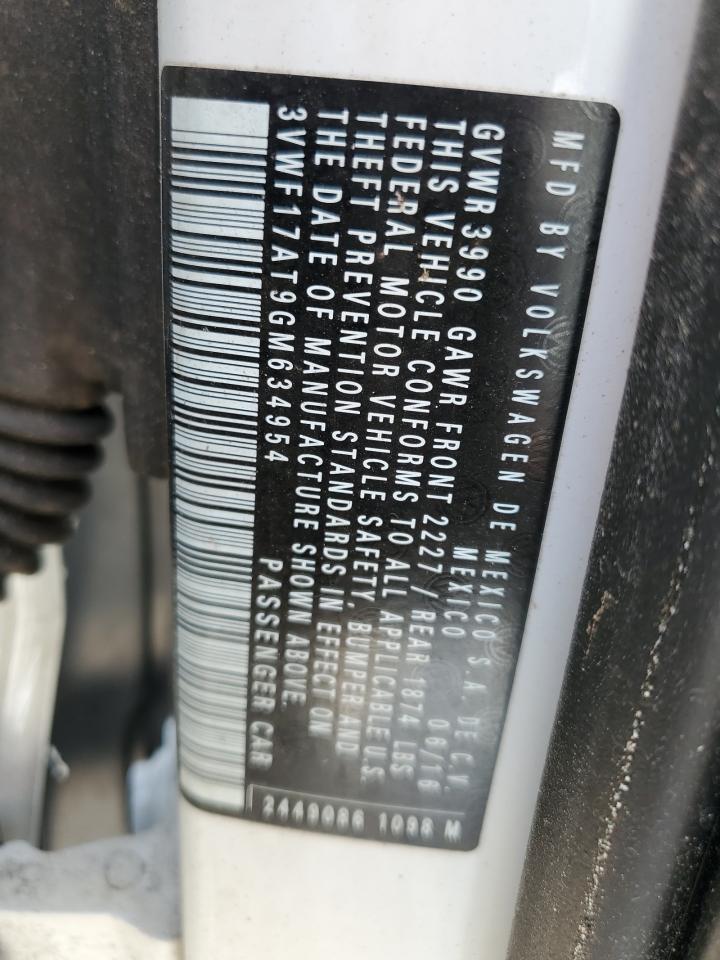 MFD BY VOLKSWAGEN DE MEXICO S.A. DE C.V.
MEXICO 06/16
GVWR 3990 GAWR FRONT 2227 / REAR 1874 LBS
THIS VEHICLE CONFORMS TO ALL APPLICABLE U.S.
FEDERAL MOTOR VEHICLE SAFETY, BUMPER AND
THEFT PREVENTION STANDARDS IN EFFECT ON
THE DATE OF MANUFACTURE SHOWN ABOVE.
3VWF17AT9GM634954 PASSENGER CAR
2449086 1098 M